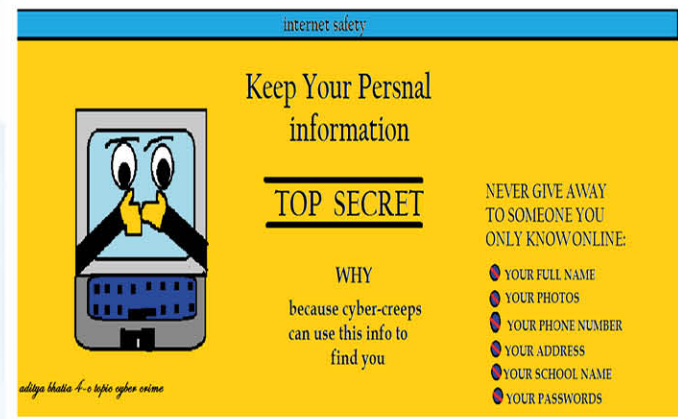 internet safety
Keep Your Persnal
information
TOP SECRET
WHY
because cyber-creeps
can use this info to
find you
NEVER GIVE AWAY
TO SOMEONE YOU
ONLY KNOW ONLINE:
YOUR FULL NAME
YOUR PHOTOS
YOUR PHONE NUMBER
YOUR ADDRESS
YOUR SCHOOL NAME
YOUR PASSWORDS
aditya bhatia 4-c topic cyber crime